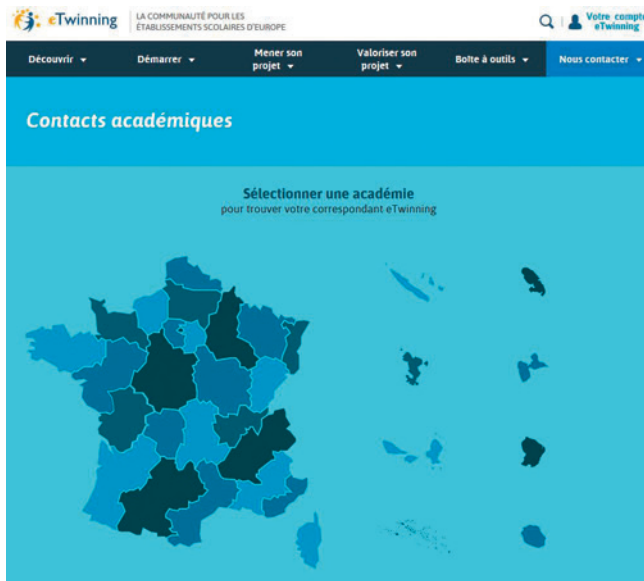 eTwinning
LA COMMUNAUTÉ POUR LES
ÉTABLISSEMENTS SCOLAIRES D'EUROPE
Votre compte
eTwinning
Découvrir
Démarrer
Mener son
projet
Valoriser son
projet
Boîte à outils
Nous contacter
Contacts académiques
Sélectionner une académie
pour trouver votre correspondant eTwinning